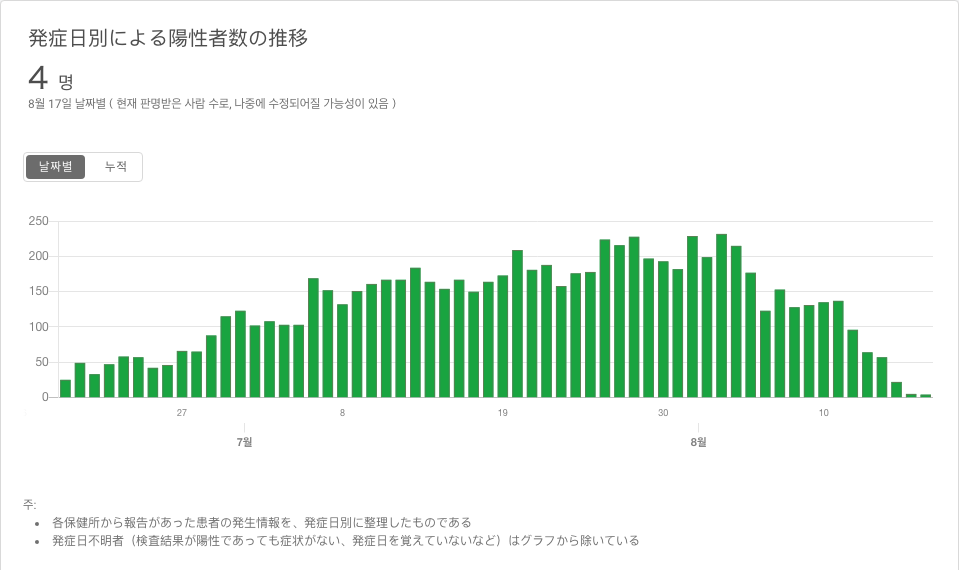 発症日別による陽性者数の推移
4 명
8월 17일 날짜별 ( 현재 판명받은 사람 수로, 나중에 수정되어질 가능성이 있음 )
날짜별 누적
250
200
150
100
50
0
27 8 19 30 10
7월 8월
주:
• 各保健所から報告があった患者の発生情報を、発症日別に整理したものである
• 発症日不明者（検査結果が陽性であっても症状がない、発症日を覚えていないなど）はグラフから除いている